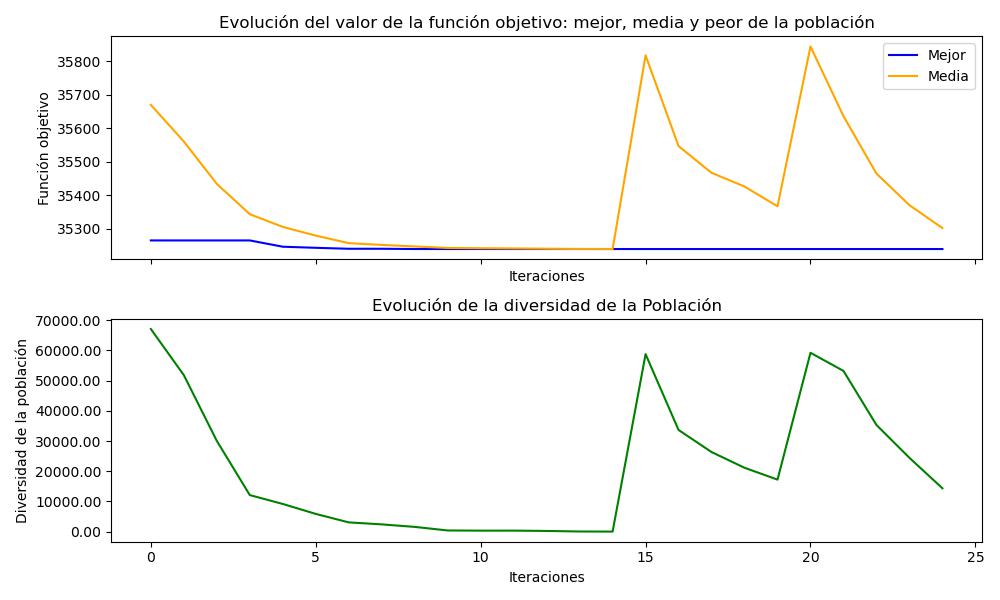 Evolución del valor de la función objetivo: mejor, media y peor de la población
Función objetivo
35800
35700
35600
35500
35400
35300
Mejor
Media
Iteraciones
Evolución de la diversidad de la Población
Diversidad de la población
70000.00
60000.00
50000.00
40000.00
30000.00
20000.00
10000.00
0.00
0 5 10 15 20 25
Iteraciones